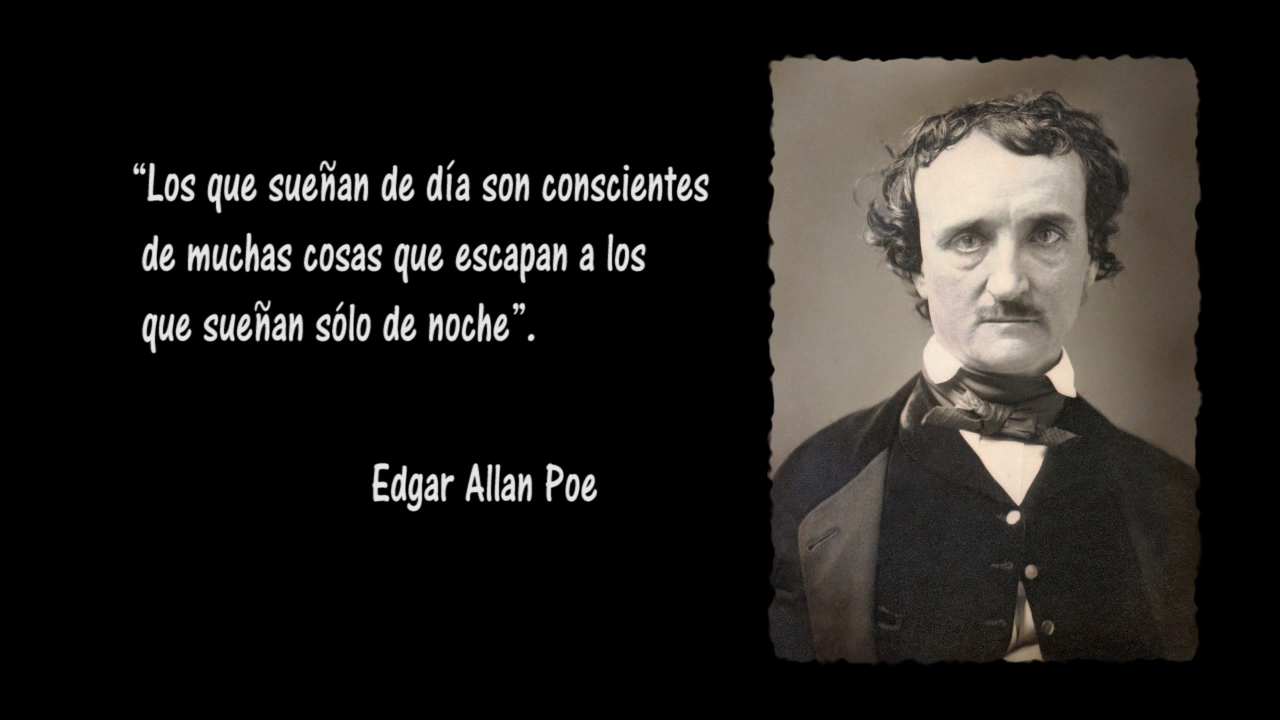 “Los que sueñan de día son conscientes
de muchas cosas que escapan a los
que sueñan sólo de noche”.
Edgar Allan Poe